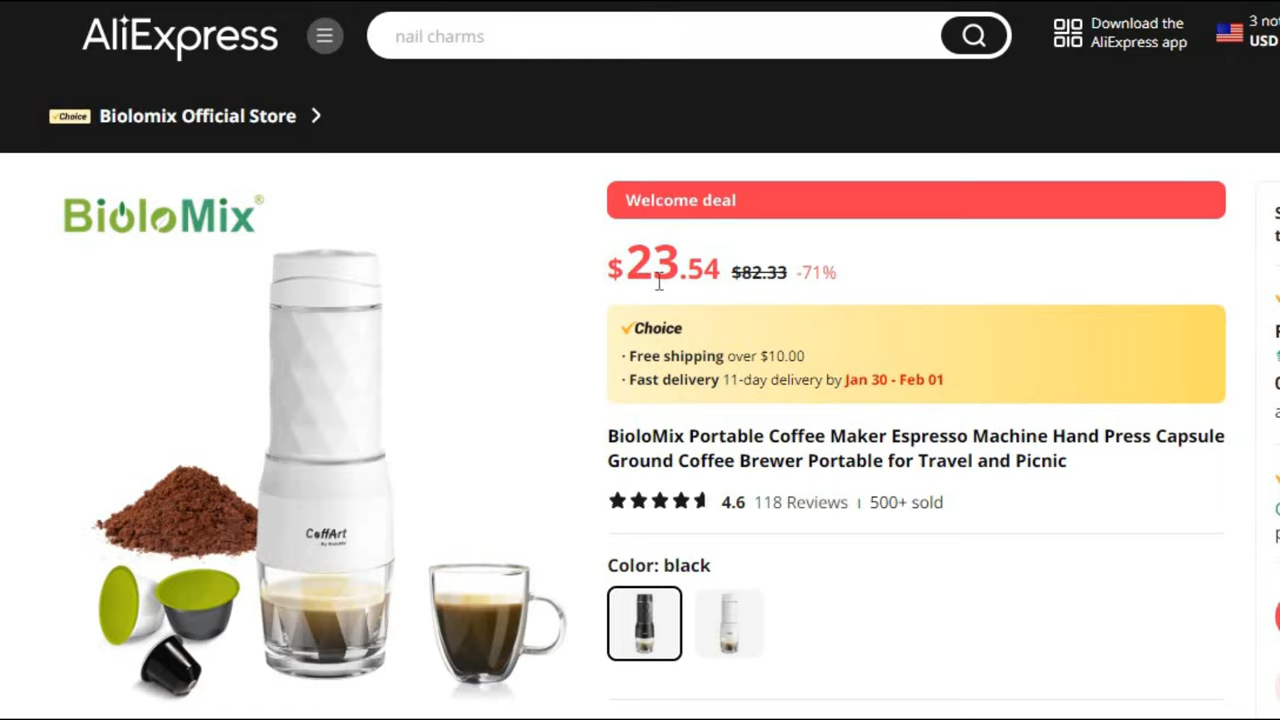 AliExpress
nail charms
Download the
AliExpress app
3 no
USD
Choice
Biolomix Official Store
BioloMix®
Welcome deal
$23.54 $82.33 -71%
Choice
· Free shipping over $10.00
· Fast delivery 11-day delivery by Jan 30 - Feb 01
BioloMix Portable Coffee Maker Espresso Machine Hand Press Capsule
Ground Coffee Brewer Portable for Travel and Picnic
4.6 118 Reviews 500+ sold
CoffArt
Color: black